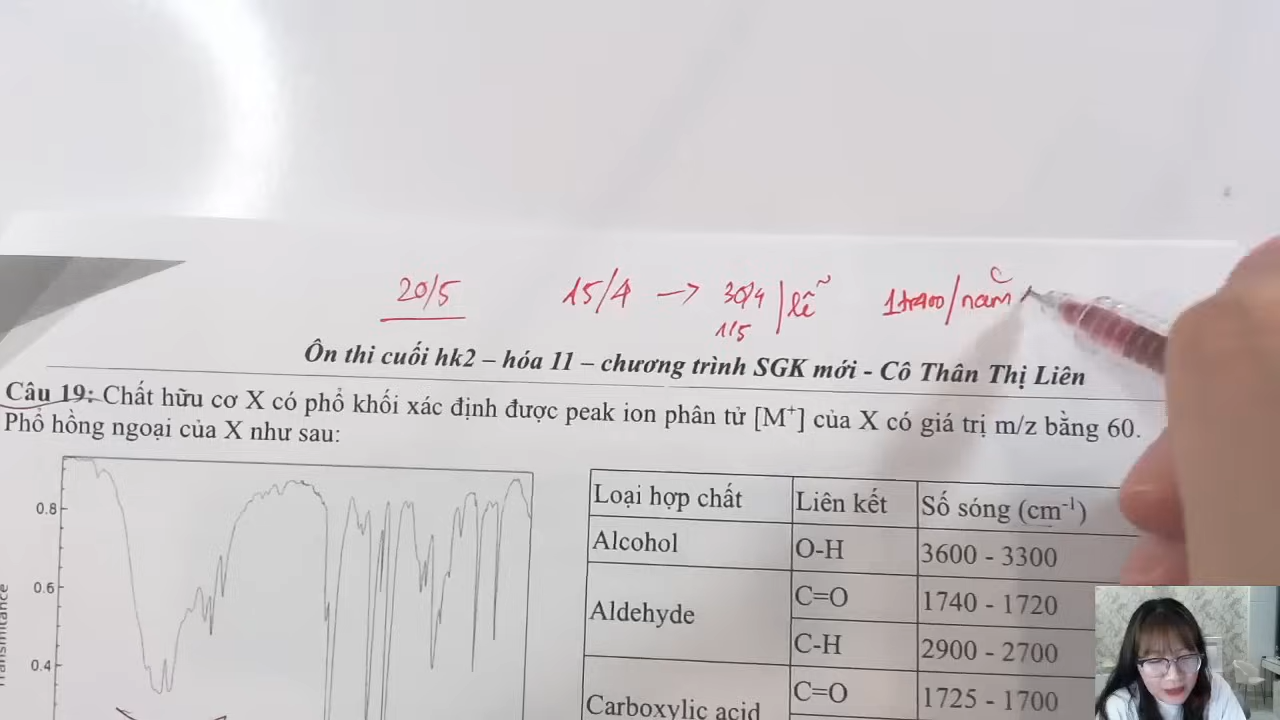 20/5 15/4 → 30/4 | lễ 1tr400/năm
1/5
Ôn thi cuối hk2 – hóa 11 – chương trình SGK mới - Cô Thân Thị Liên
Câu 19: Chất hữu cơ X có phổ khối xác định được peak ion phân tử [M⁺] của X có giá trị m/z bằng 60.
Phổ hồng ngoại của X như sau:
0.8
0.6
0.4
Transmitance
Loại hợp chất Liên kết Số sóng (cm⁻¹)
Alcohol O-H 3600 - 3300
Aldehyde C=O 1740 - 1720
C-H 2900 - 2700
Carboxylic acid C=O 1725 - 1700